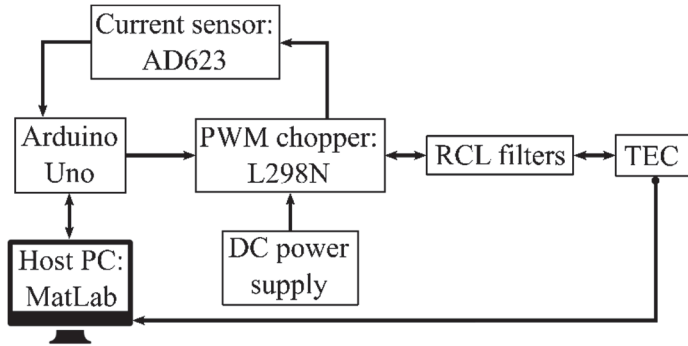 Current sensor:
AD623
Arduino
Uno
PWM chopper:
L298N
RCL filters
TEC
DC power
supply
Host PC:
MatLab